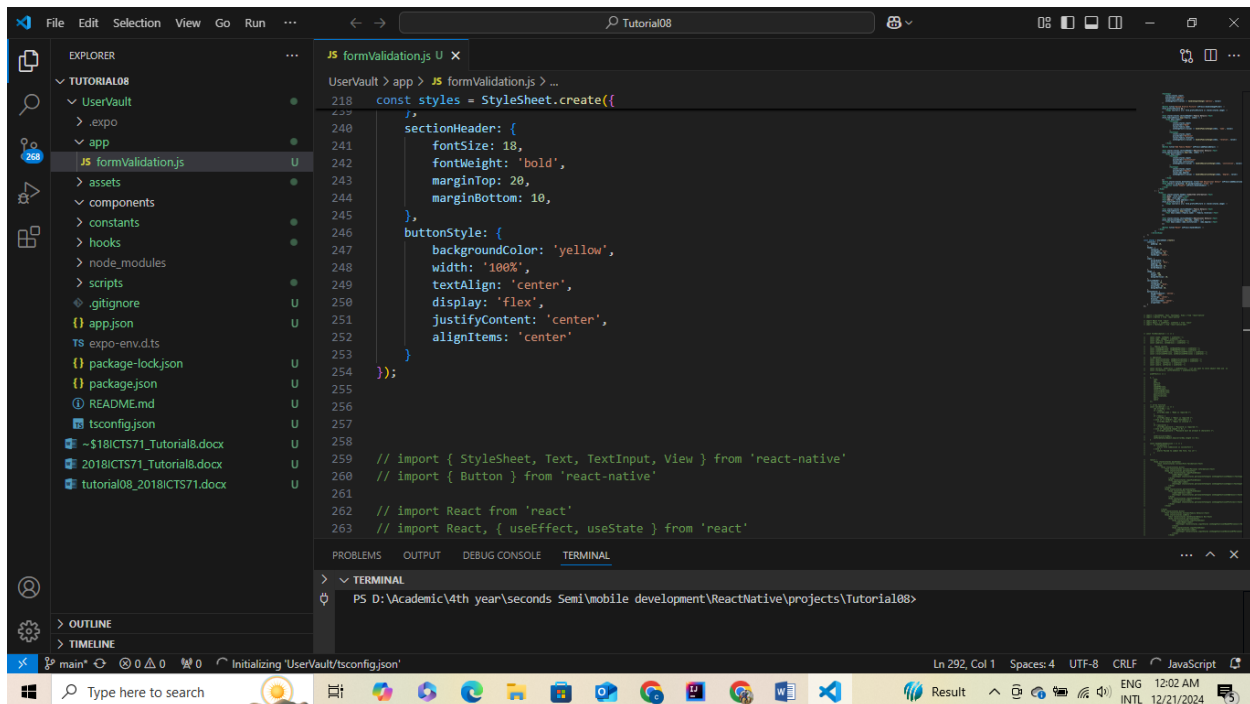 File Edit Selection View Go Run ···
Tutorial08
EXPLORER ···
TUTORIAL08
UserVault
.expo
app
JS formValidation.js U
assets
components
constants
hooks
node_modules
scripts
.gitignore U
{} app.json U
TS expo-env.d.ts
{} package-lock.json U
{} package.json U
README.md U
tsconfig.json U
~$18ICTS71_Tutorial8.docx U
2018ICTS71_Tutorial8.docx U
tutorial08_2018ICTS71.docx U
OUTLINE
TIMELINE
268
JS formValidation.js U ×
UserVault > app > JS formValidation.js > ...
218 const styles = StyleSheet.create({
239 },
240 sectionHeader: {
241 fontSize: 18,
242 fontWeight: 'bold',
243 marginTop: 20,
244 marginBottom: 10,
245 },
246 buttonStyle: {
247 backgroundColor: 'yellow',
248 width: '100%',
249 textAlign: 'center',
250 display: 'flex',
251 justifyContent: 'center',
252 alignItems: 'center'
253 }
254 });
255
256
257
258
259 // import { StyleSheet, Text, TextInput, View } from 'react-native'
260 // import { Button } from 'react-native'
261
262 // import React from 'react'
263 // import React, { useEffect, useState } from 'react'
PROBLEMS OUTPUT DEBUG CONSOLE TERMINAL
TERMINAL
PS D:\Academic\4th year\seconds Semi\mobile development\ReactNative\projects\Tutorial08>
main* 0 0 0 Initializing 'UserVault/tsconfig.json' Ln 292, Col 1 Spaces: 4 UTF-8 CRLF JavaScript
Type here to search
Result
ENG
INTL
12:02 AM
12/21/2024
5